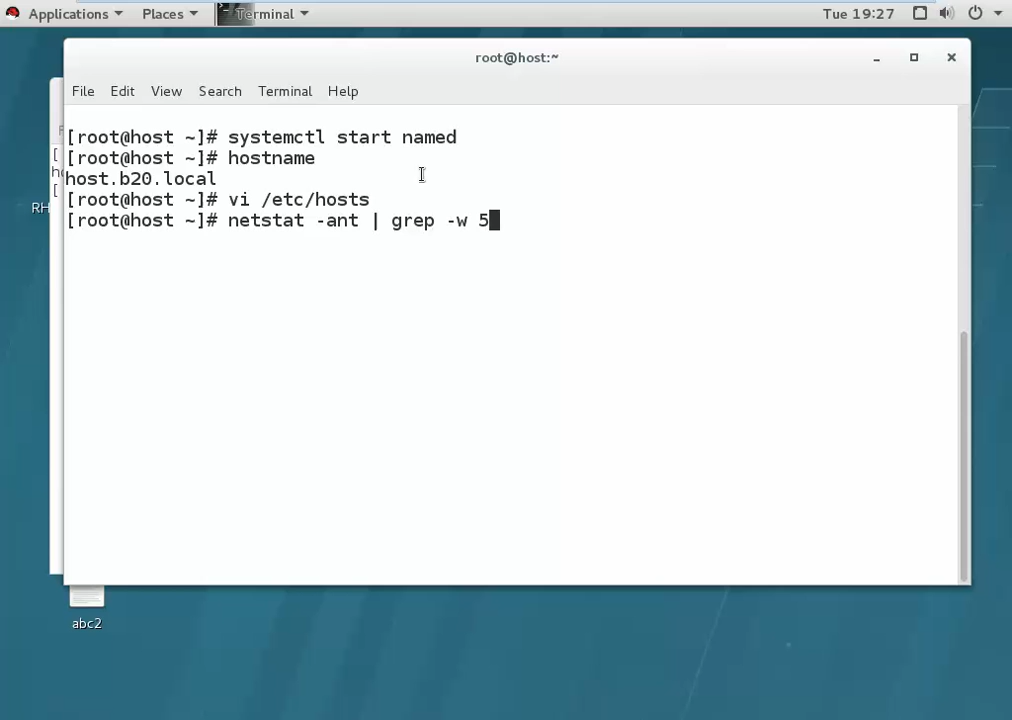 Applications Places Terminal Tue 19:27
root@host:~
File Edit View Search Terminal Help
[root@host ~]# systemctl start named
[root@host ~]# hostname
host.b20.local
[root@host ~]# vi /etc/hosts
[root@host ~]# netstat -ant | grep -w 5
RH
abc2